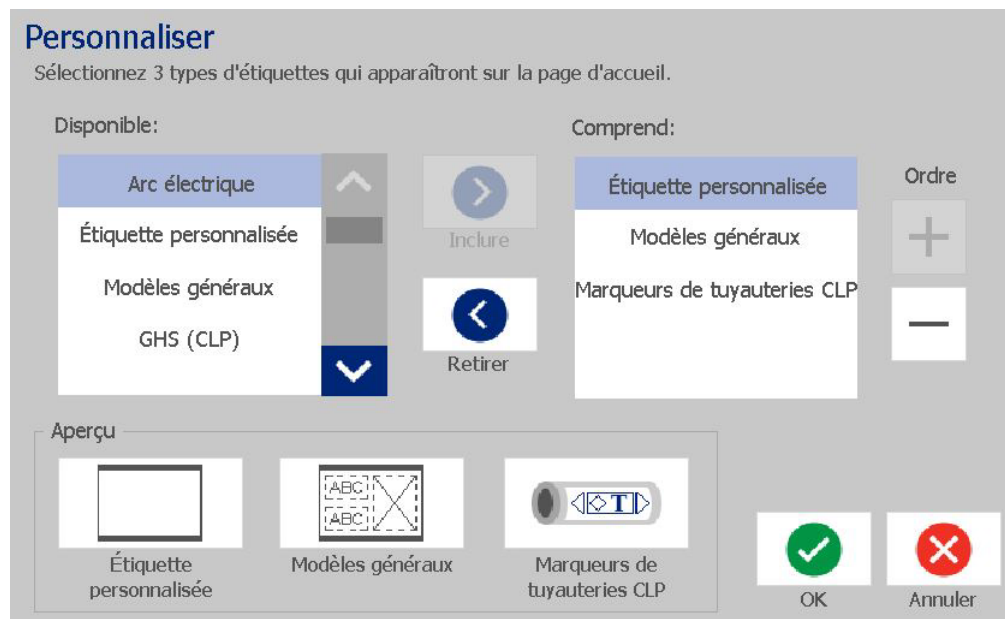 Personnaliser
Sélectionnez 3 types d'étiquettes qui apparaîtront sur la page d'accueil.
Disponible:
Arc électrique
Étiquette personnalisée
Modèles généraux
GHS (CLP)
Inclure
Retirer
Comprend:
Étiquette personnalisée
Modèles généraux
Marqueurs de tuyauteries CLP
Ordre
Aperçu
Étiquette
personnalisée
ABC
ABC
Modèles généraux
T
Marqueurs de
tuyauteries CLP
OK
Annuler